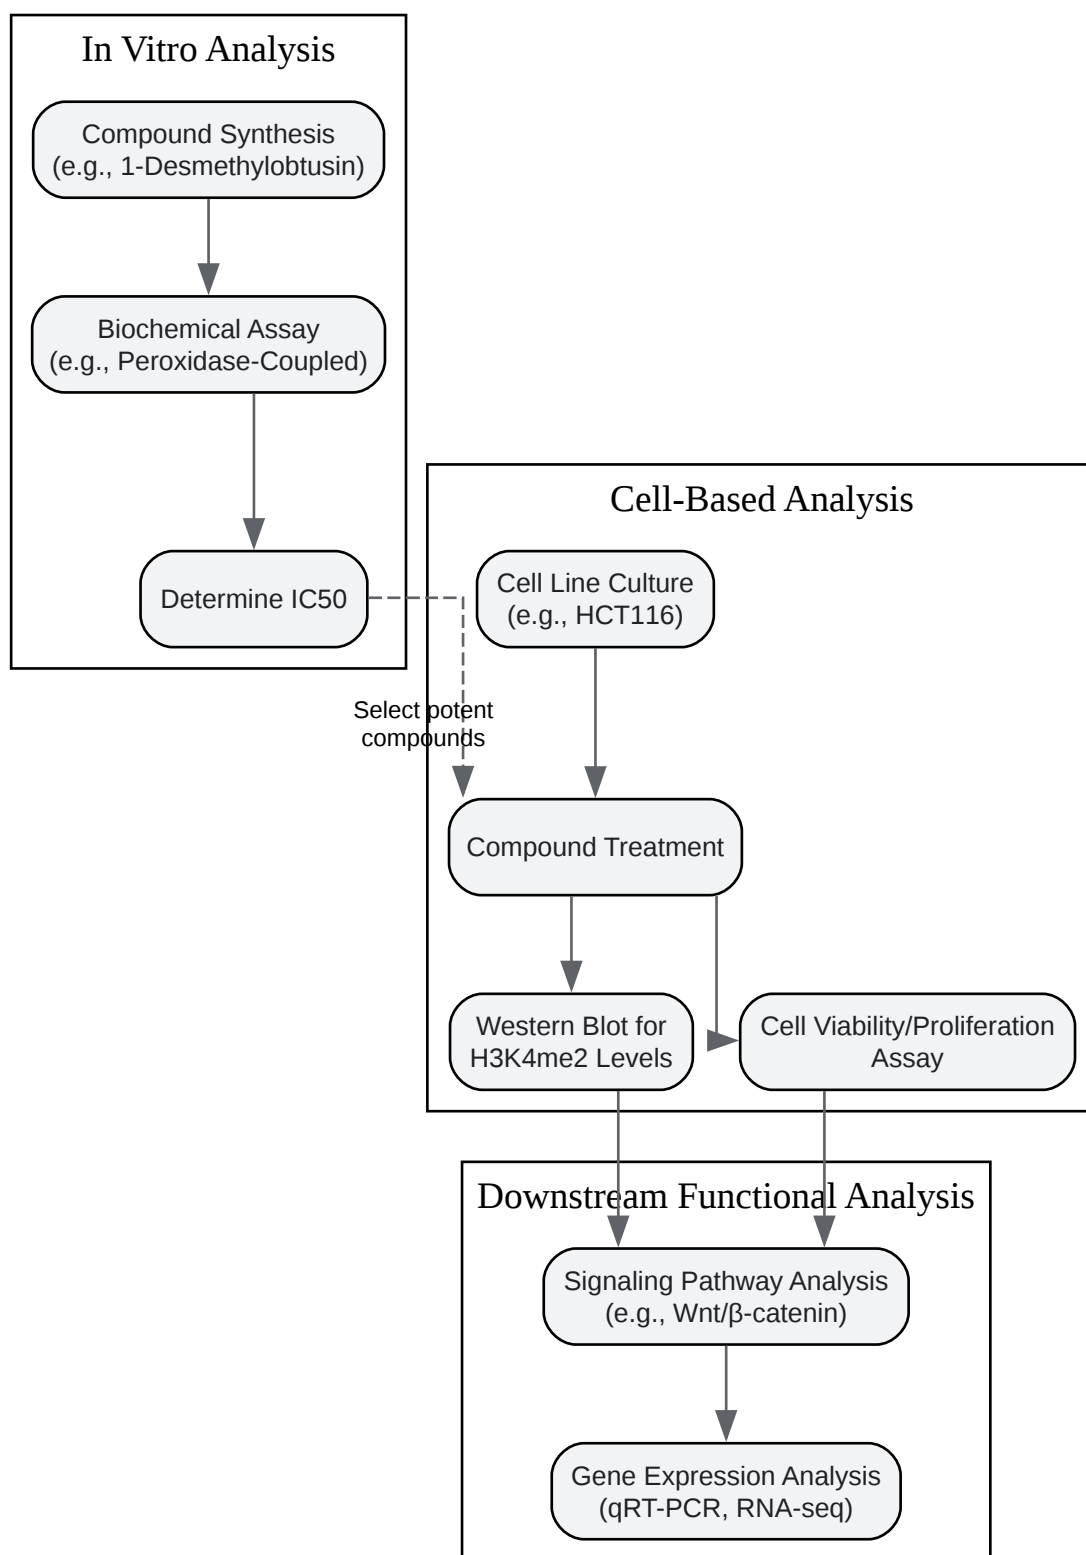 In Vitro Analysis
Compound Synthesis
(e.g., 1-Desmethylobtusin)
Biochemical Assay
(e.g., Peroxidase-Coupled)
Determine IC50
Select potent
compounds
Cell-Based Analysis
Cell Line Culture
(e.g., HCT116)
Compound Treatment
Western Blot for
H3K4me2 Levels
Cell Viability/Proliferation
Assay
Downstream Functional Analysis
Signaling Pathway Analysis
(e.g., Wnt/β-catenin)
Gene Expression Analysis
(qRT-PCR, RNA-seq)